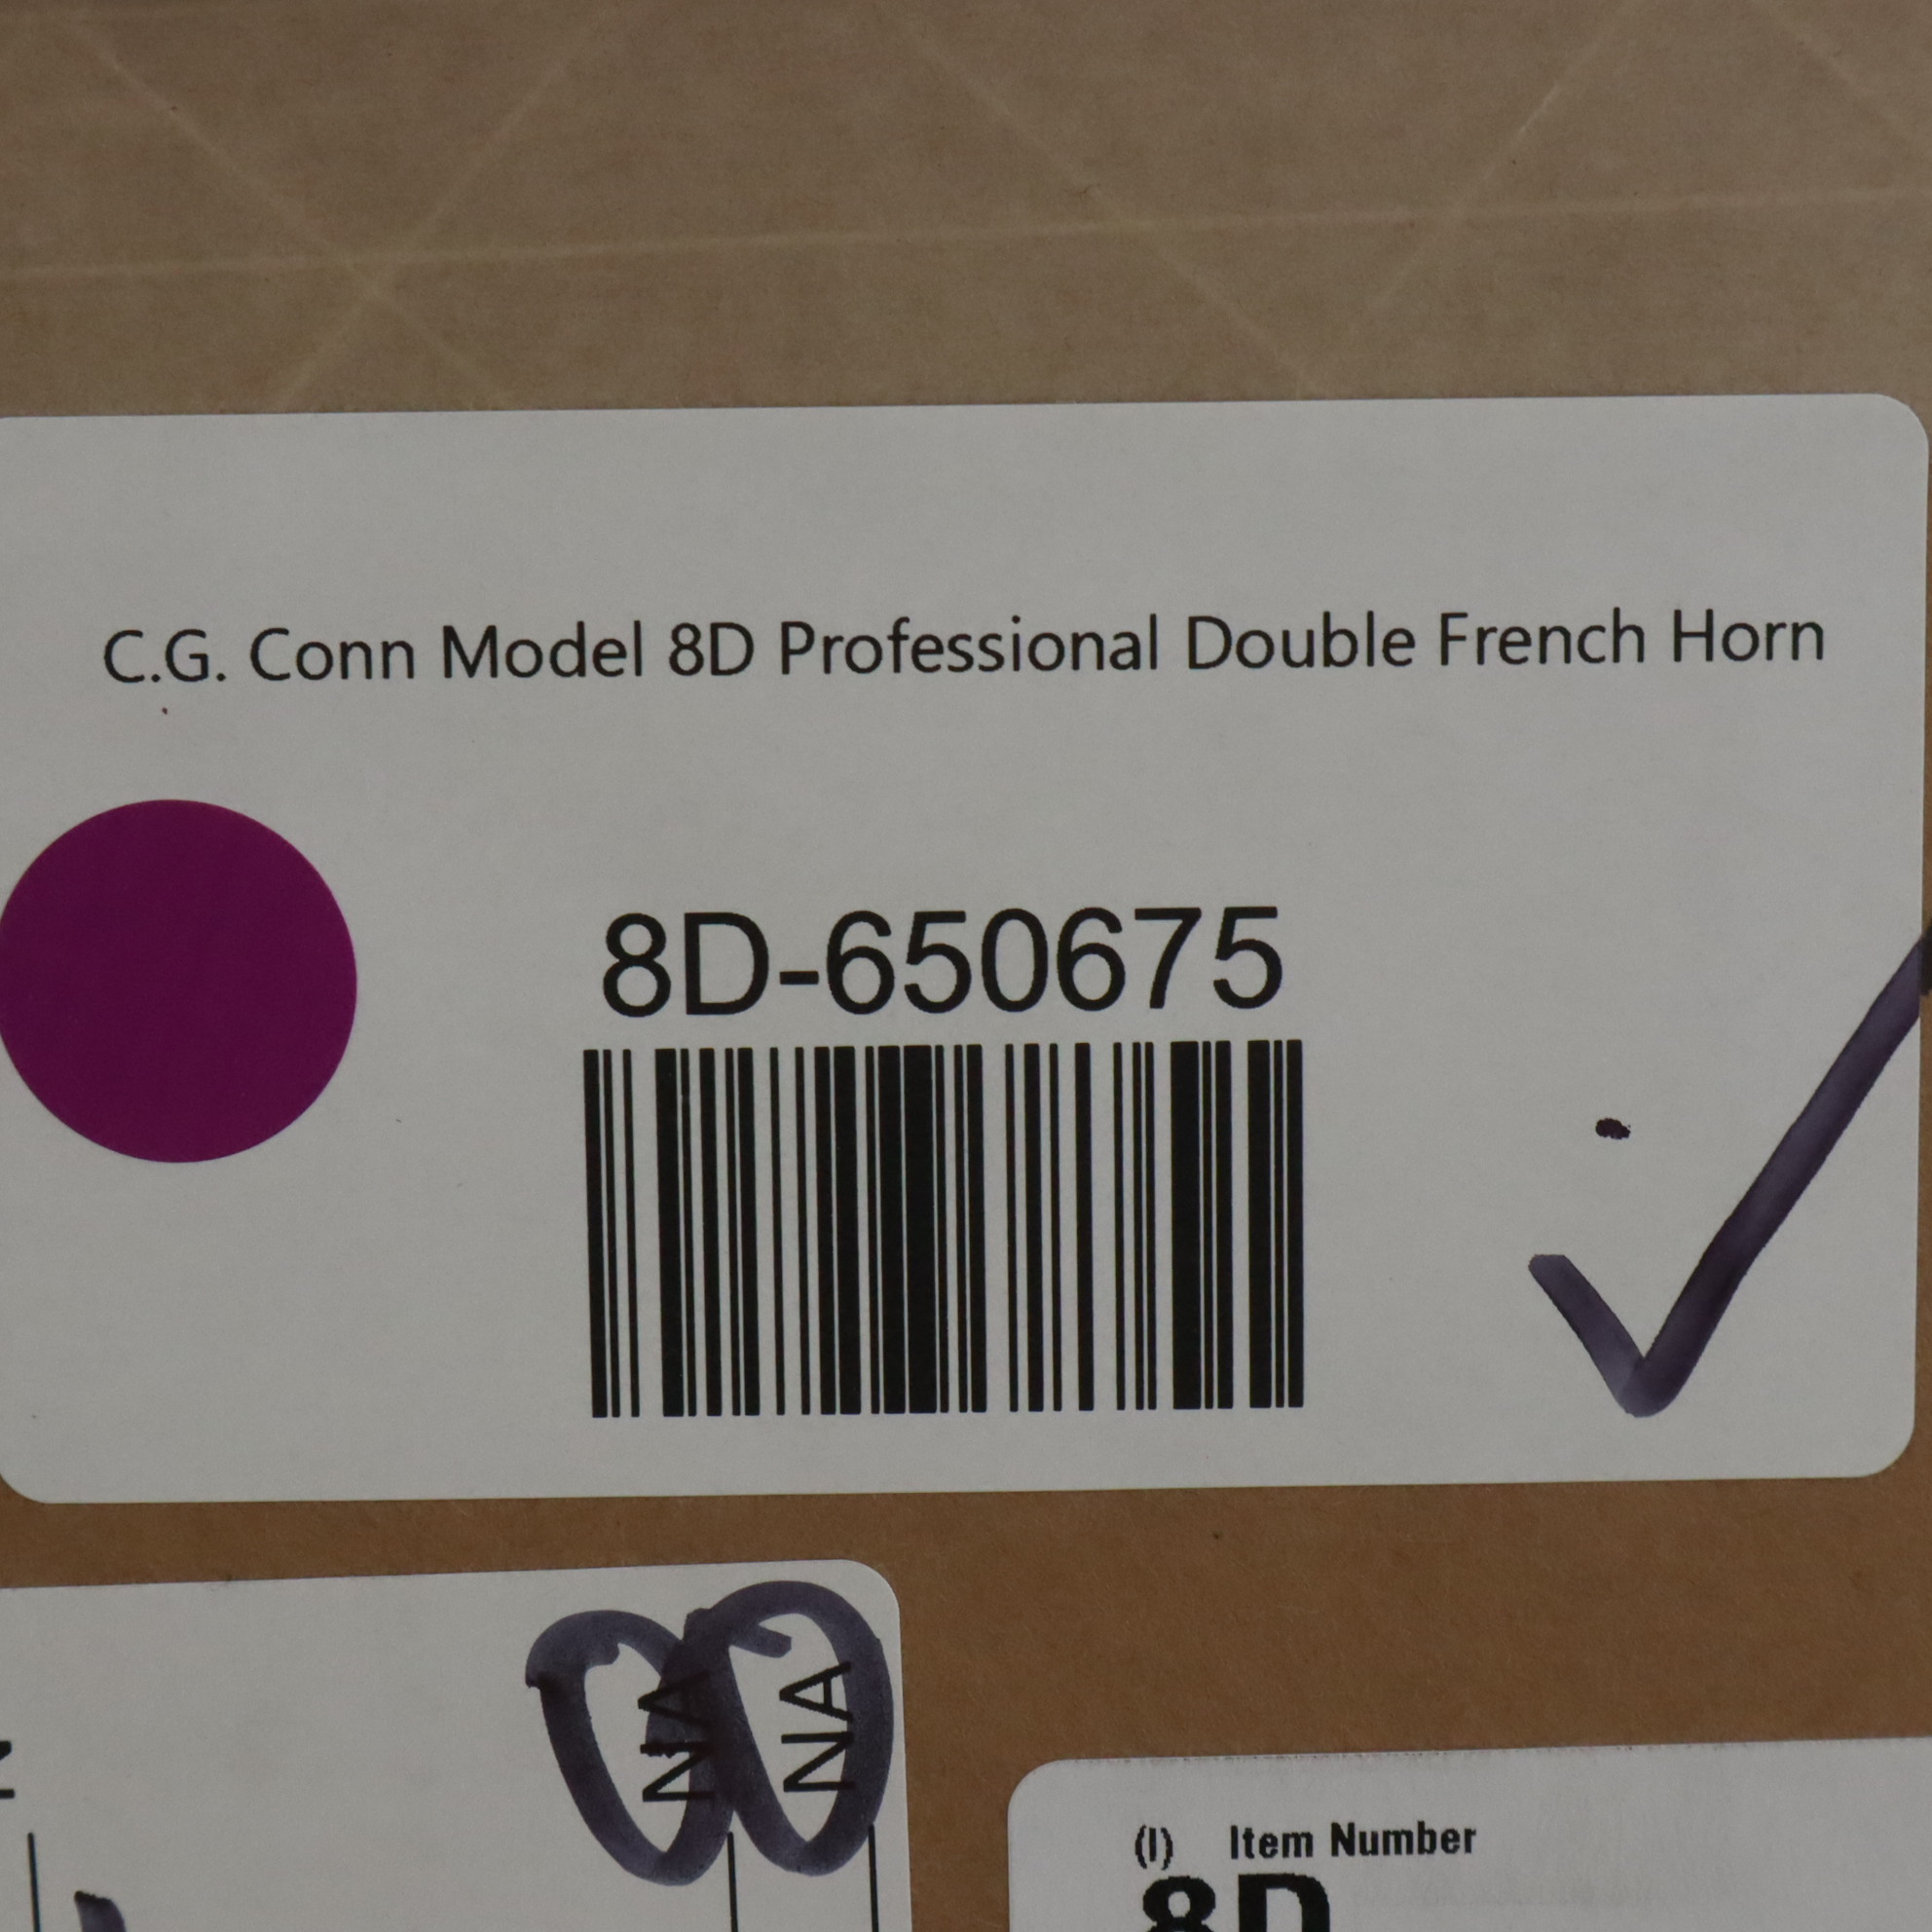 C.G. Conn Model 8D Professional Double French Horn
8D-650675
NA
NA
(I) Item Number
8D